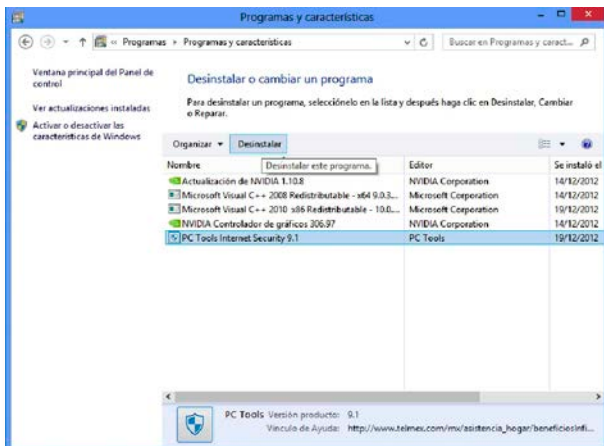 Programas y características
« Programas ▸ Programas y características
Buscar en Programas y caract...
Ventana principal del Panel de
control
Ver actualizaciones instaladas
Activar o desactivar las
características de Windows
Desinstalar o cambiar un programa
Para desinstalar un programa, selecciónelo en la lista y después haga clic en Desinstalar, Cambiar
o Reparar.
Organizar Desinstalar
Desinstalar este programa.
Nombre Editor Se instaló el
Actualización de NVIDIA 1.10.8 NVIDIA Corporation 14/12/2012
Microsoft Visual C++ 2008 Redistributable - x64 9.0.3... Microsoft Corporation 14/12/2012
Microsoft Visual C++ 2010 x86 Redistributable - 10.0.... Microsoft Corporation 19/12/2012
NVIDIA Controlador de gráficos 306.97 NVIDIA Corporation 14/12/2012
PC Tools Internet Security 9.1 PC Tools 19/12/2012
PC Tools Versión producto: 9.1
Vínculo de Ayuda: http://www.telmex.com/mx/asistencia_hogar/beneficiosInfi...